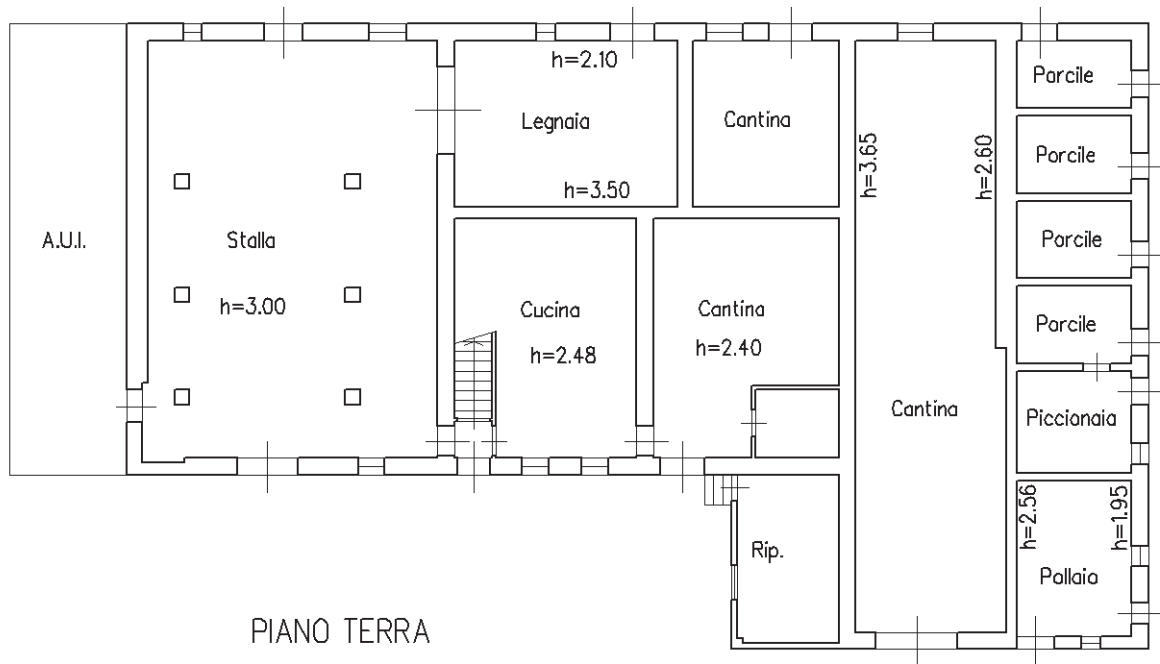 h=2.10
Legnaia
h=3.50
Cantina
h=3.65
h=2.60
Porcile
Porcile
Porcile
Porcile
A.U.I.
Stalla
h=3.00
Cucina
h=2.48
Cantina
h=2.40
Cantina
Piccionaia
h=2.56
h=1.95
Pollaio
Rip.
PIANO TERRA